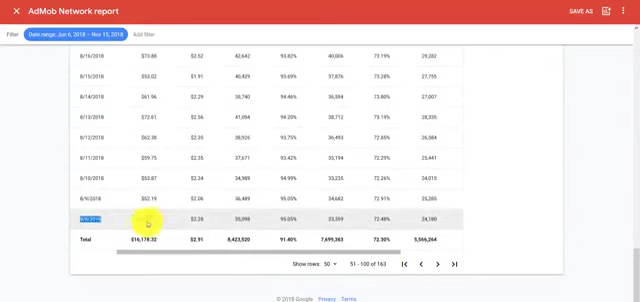 AdMob Network report
SAVE AS
Filter Date range: Jun 6, 2018 – Nov 15, 2018 Add filter
8/16/2018 $73.88 $2.52 42,642 93.82% 40,006 73.19% 29,282
8/15/2018 $53.02 $1.91 40,429 93.69% 37,876 73.28% 27,755
8/14/2018 $61.96 $2.29 38,740 94.46% 36,594 73.80% 27,007
8/13/2018 $72.61 $2.56 41,094 94.20% 38,712 73.19% 28,335
8/12/2018 $62.38 $2.35 38,926 93.75% 36,493 72.85% 26,584
8/11/2018 $59.75 $2.35 37,671 93.42% 35,194 72.29% 25,441
8/10/2018 $53.87 $2.24 34,989 94.99% 33,235 72.26% 24,015
8/9/2018 $52.19 $2.06 36,489 95.05% 34,682 72.91% 25,285
8/8/2018 $2.28 35,098 95.05% 33,359 72.48% 24,180
Total $16,178.32 $2.91 8,423,520 91.40% 7,699,363 72.30% 5,566,264
Show rows: 50 51 - 100 of 163
© 2018 Google Privacy Terms